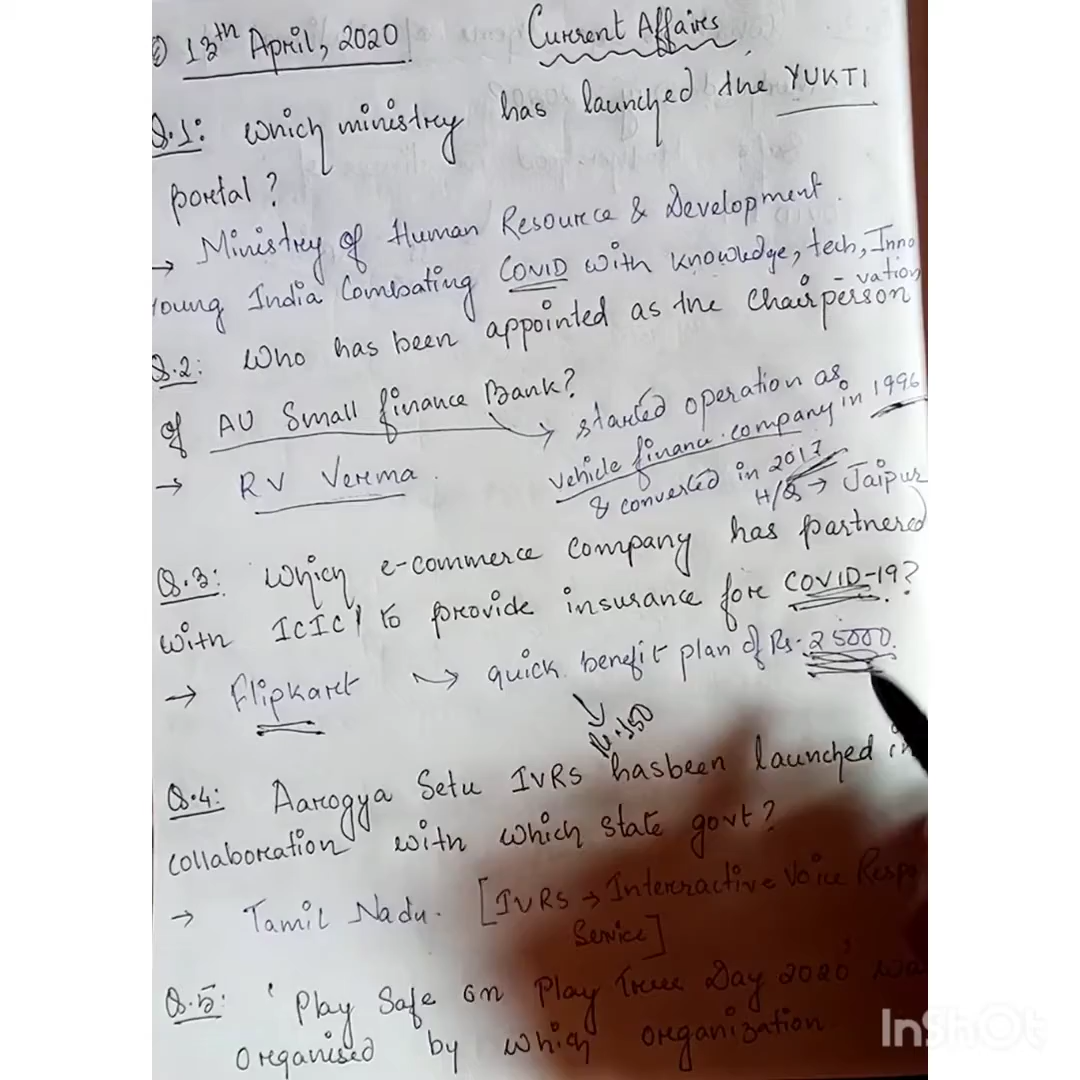 13th April, 2020 Current Affairs
Q.1: Which ministry has launched the YUKTI
portal?
→ Ministry of Human Resource & Development.
Young India Combating COVID with knowledge, tech, Inno
vation
Q.2: Who has been appointed as the Chairperson
of AU Small finance Bank?
→ started operation as
vehicle finance company in 1996
& converted in 2017
H/Q → Jaipur
→ RV Verma
Q.3: Which e-commerce company has partnered
with ICICI to provide insurance for COVID-19?
→ Flipkart → quick benefit plan of Rs. 25000.
Rs. 150
Q.4: Aarogya Setu IVRS hasbeen launched in
collaboration with which state govt?
→ Tamil Nadu. [IVRS → Interractive Voice Respo
Service]
Q.5: 'Play Safe on Play True Day 2020' wa
organised by which organization
InShOt